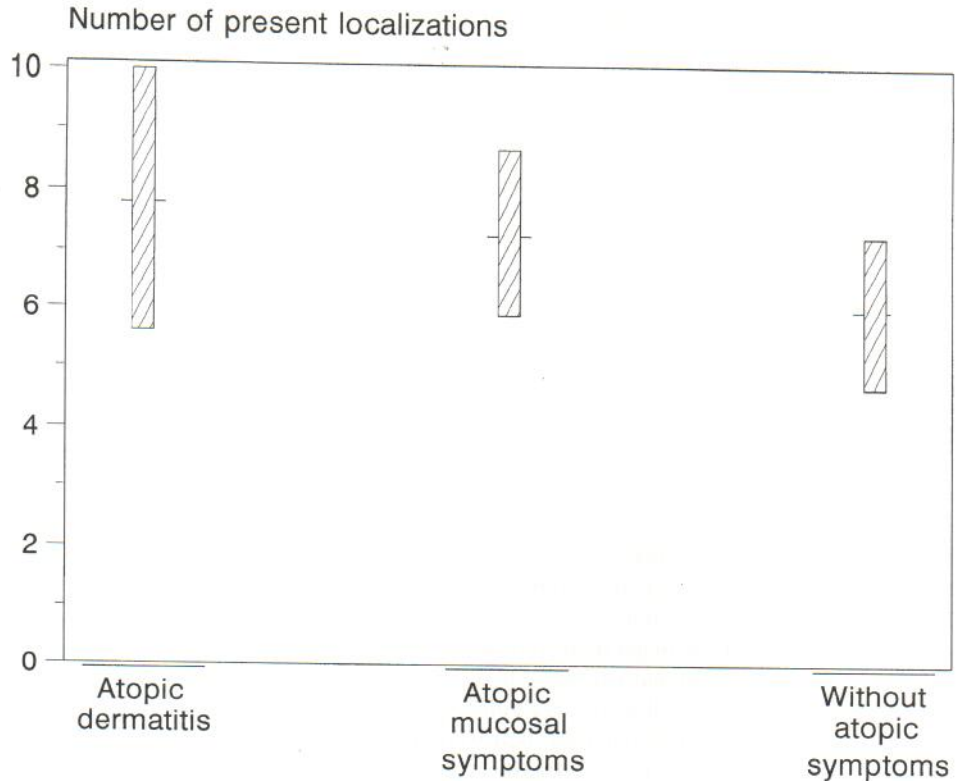 Number of present localizations
10
8
6
4
2
0
Atopic
dermatitis
Atopic
mucosal
symptoms
Without
atopic
symptoms